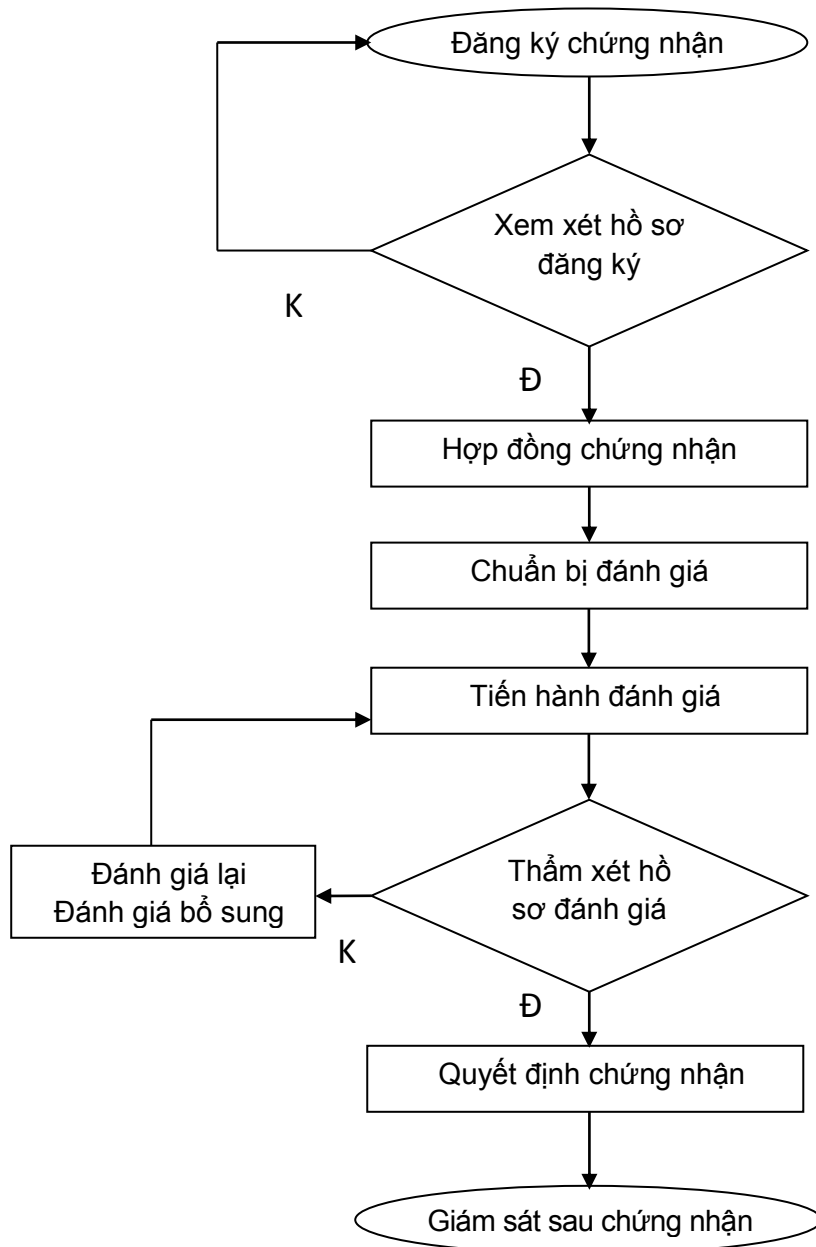 Đăng ký chứng nhận
Xem xét hồ sơ
đăng ký
K
Đ
Hợp đồng chứng nhận
Chuẩn bị đánh giá
Tiến hành đánh giá
Thẩm xét hồ
sơ đánh giá
Đánh giá lại
Đánh giá bổ sung
K
Đ
Quyết định chứng nhận
Giám sát sau chứng nhận